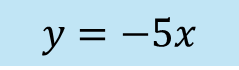 y = −5x